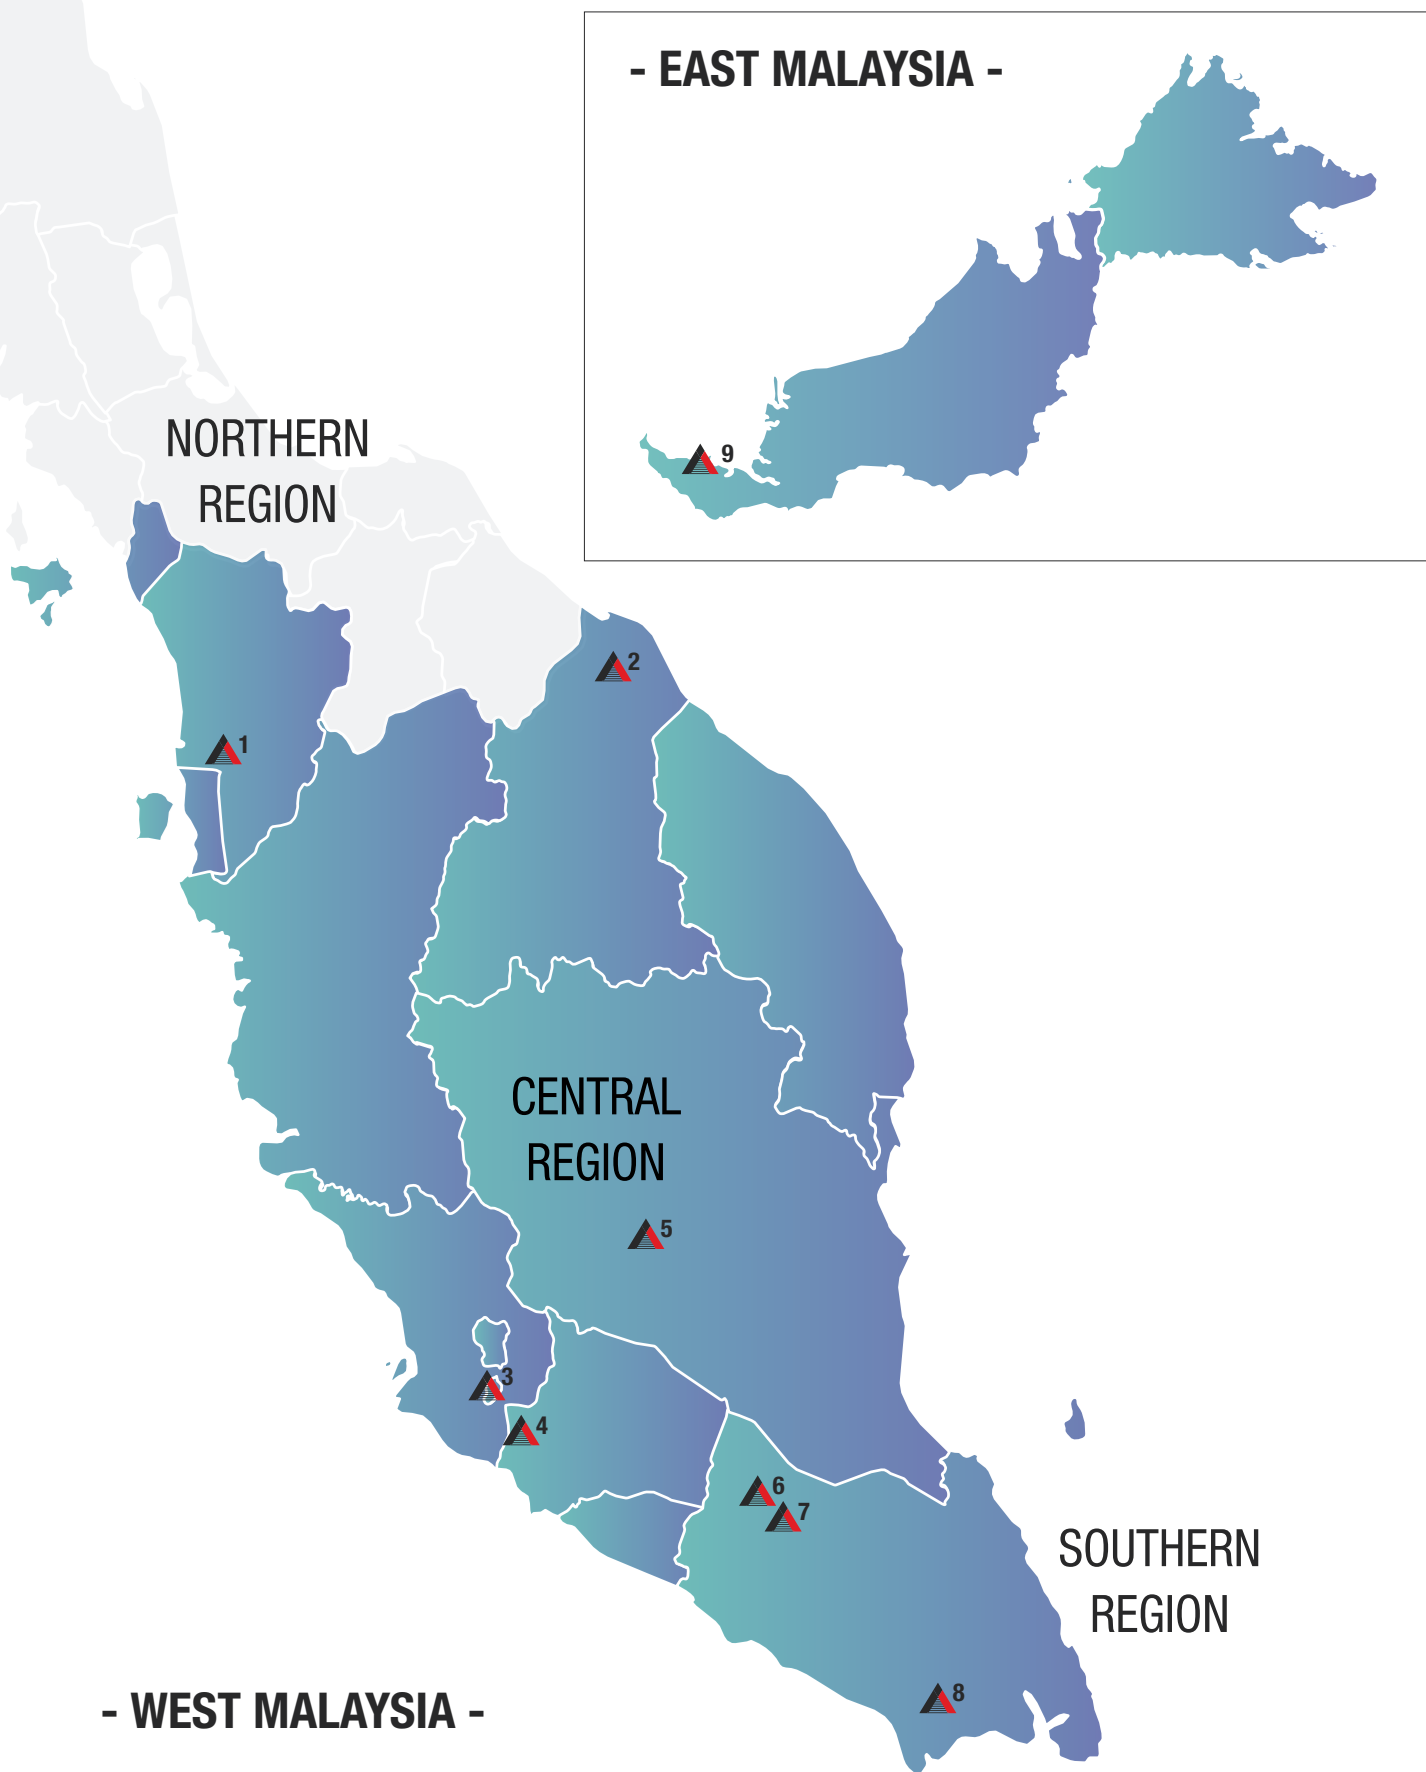 - EAST MALAYSIA -
9
NORTHERN
REGION
2
1
CENTRAL
REGION
5
3
4
6
7
SOUTHERN
REGION
8
- WEST MALAYSIA -